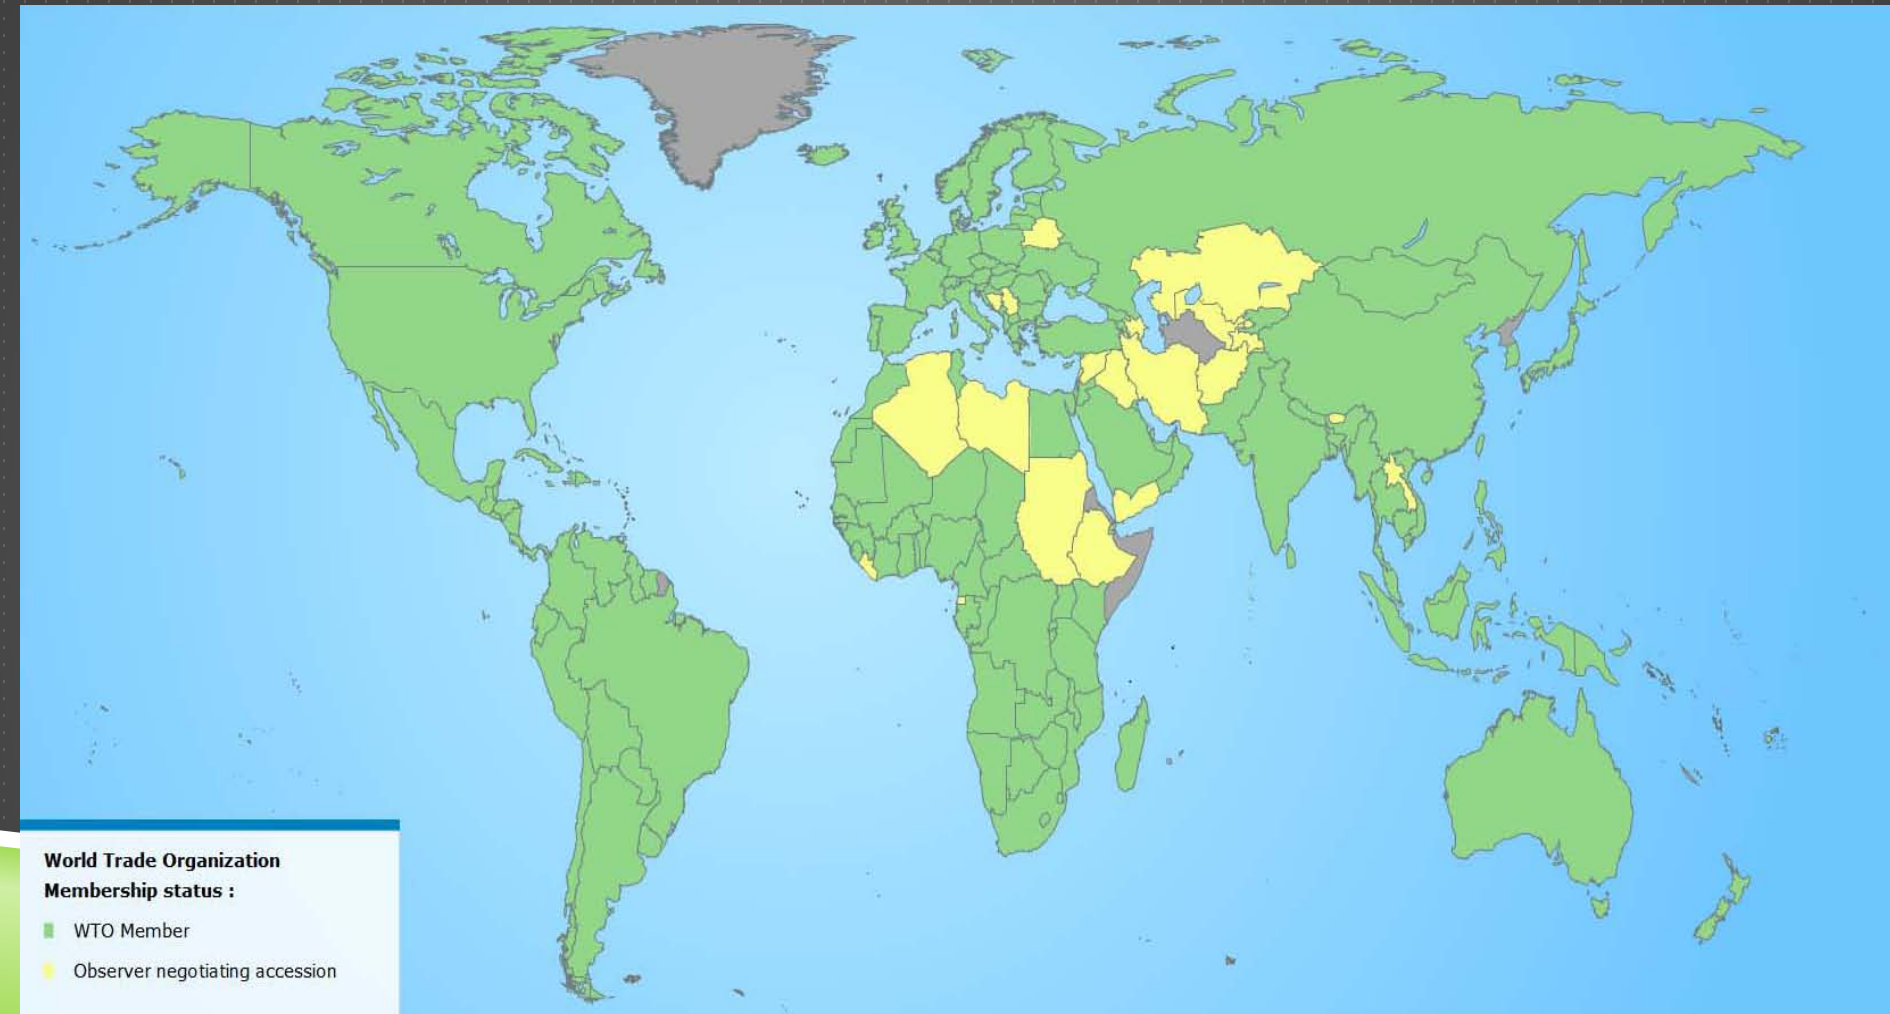 World Trade Organization
Membership status :
WTO Member
Observer negotiating accession